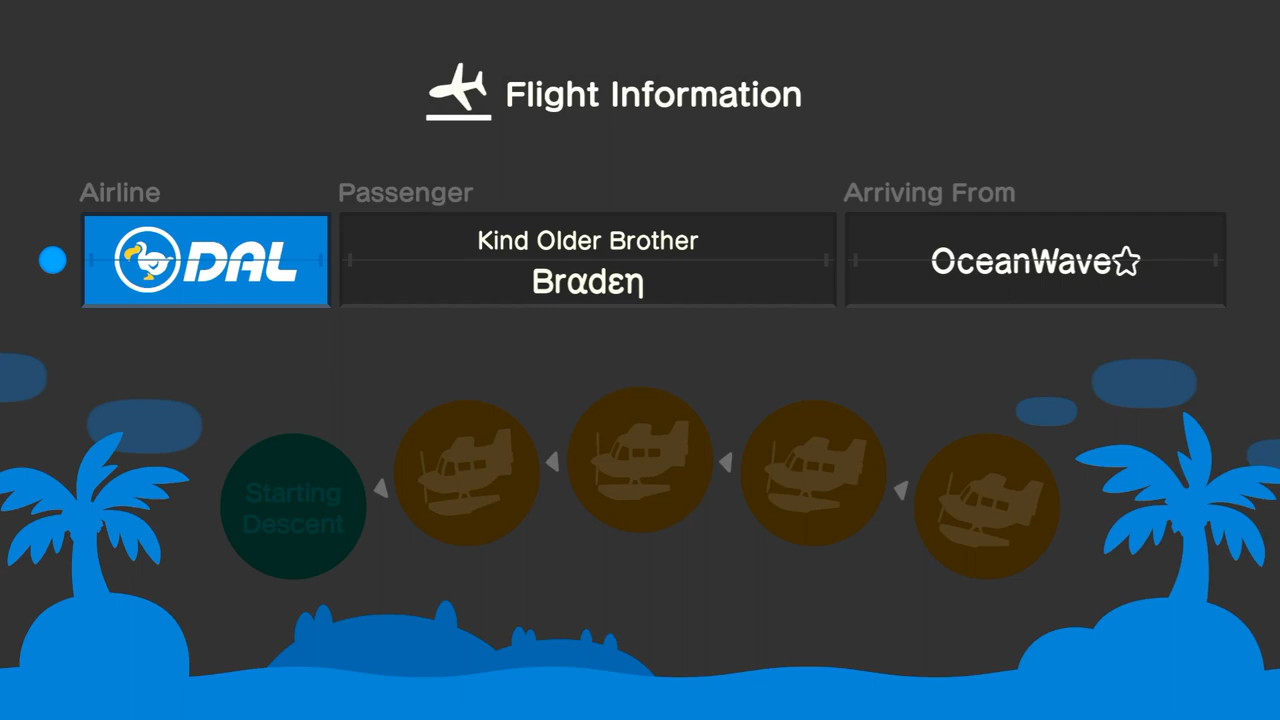 Flight Information
Airline
Passenger
Arriving From
DAL
Kind Older Brother
Brαdεη
OceanWave☆
Starting
Descent